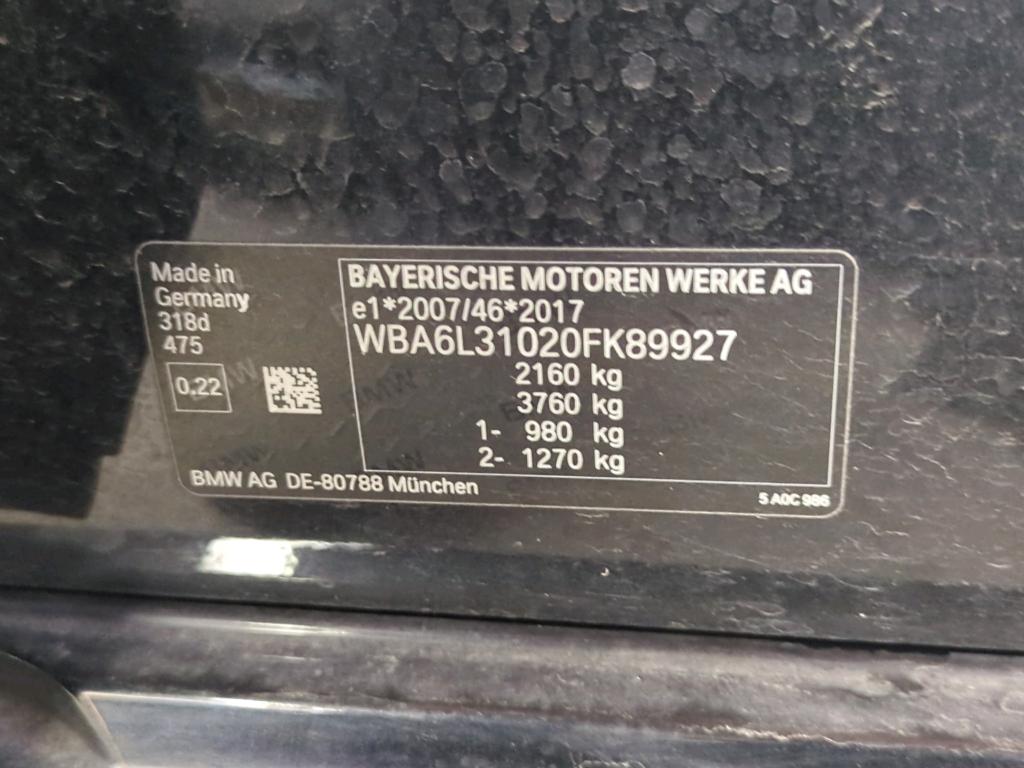 Made in
Germany
318d
475
0.22
BAYERISCHE MOTOREN WERKE AG
e1*2007/46*2017
WBA6L31020FK89927
2160 kg
3760 kg
1- 980 kg
2- 1270 kg
BMW AG DE-80788 München
5 A0C 986